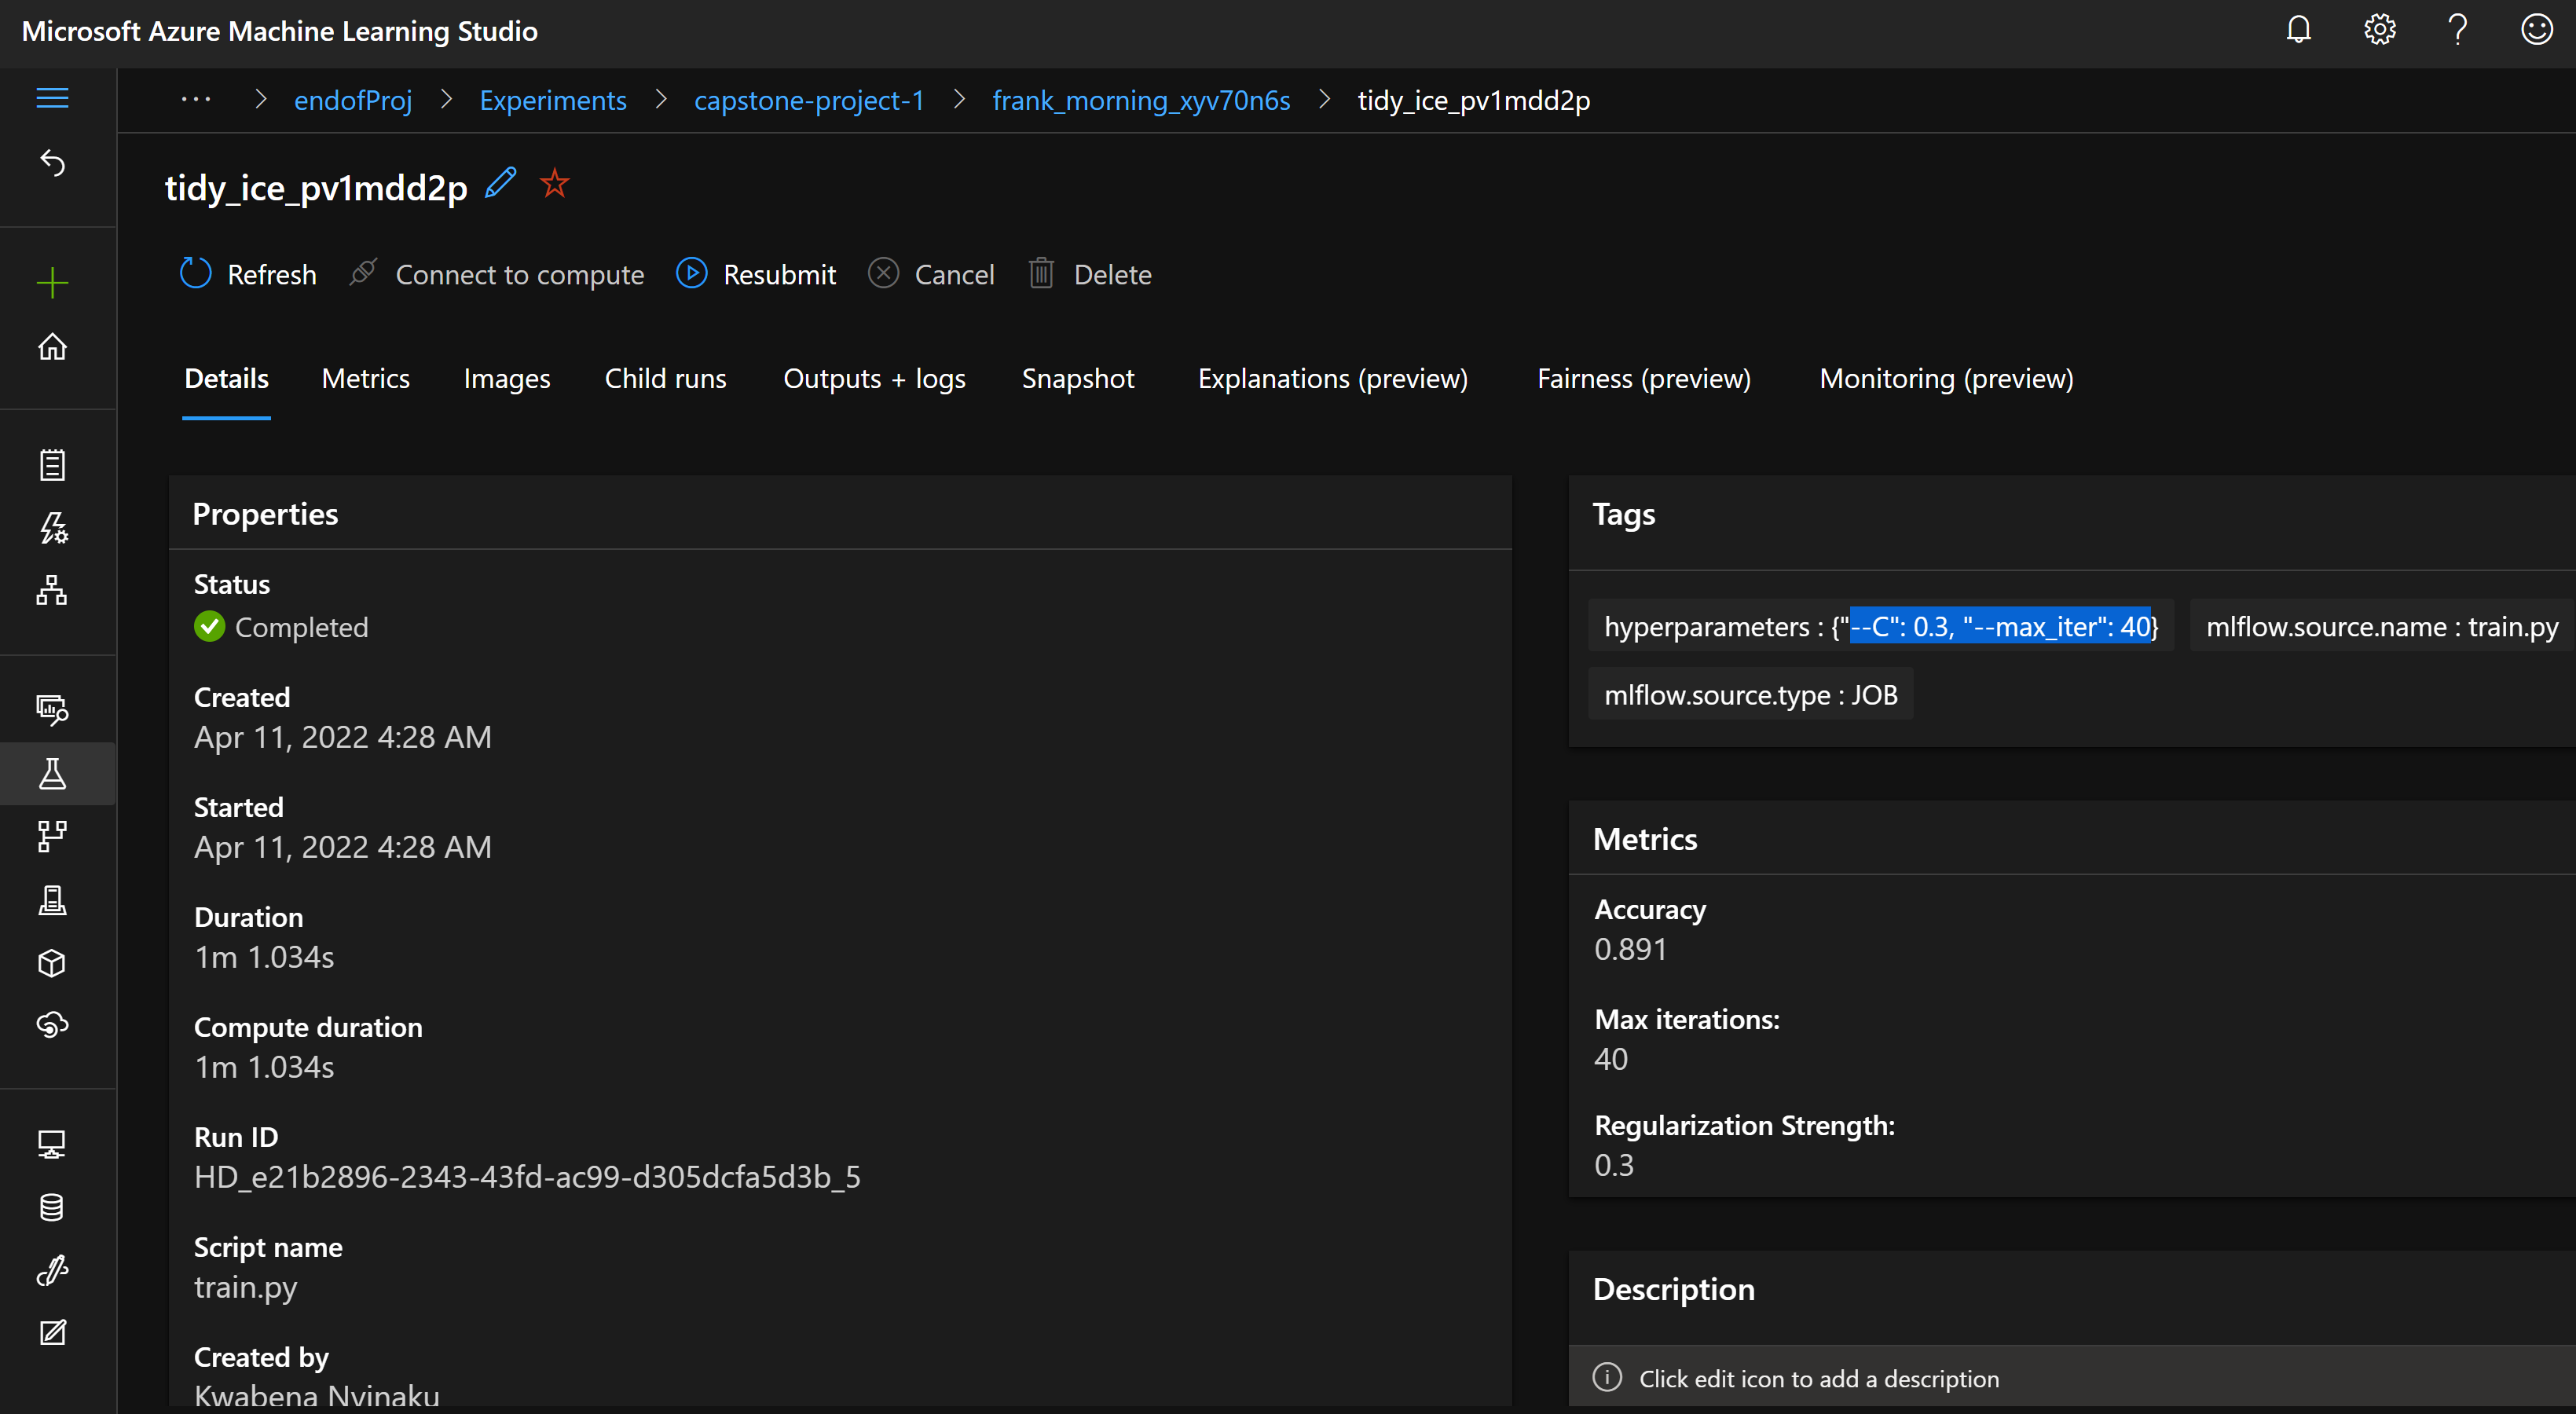 Microsoft Azure Machine Learning Studio
... > endofProj > Experiments > capstone-project-1 > frank_morning_xyv70n6s > tidy_ice_pv1mdd2p
tidy_ice_pv1mdd2p
Refresh Connect to compute Resubmit Cancel Delete
Details Metrics Images Child runs Outputs + logs Snapshot Explanations (preview) Fairness (preview) Monitoring (preview)
Properties
Status
Completed
Created
Apr 11, 2022 4:28 AM
Started
Apr 11, 2022 4:28 AM
Duration
1m 1.034s
Compute duration
1m 1.034s
Run ID
HD_e21b2896-2343-43fd-ac99-d305dcfa5d3b_5
Script name
train.py
Created by
Kwabena Nyinaku
Tags
hyperparameters : {"--C": 0.3, "--max_iter": 40} mlflow.source.name : train.py
mlflow.source.type : JOB
Metrics
Accuracy
0.891
Max iterations:
40
Regularization Strength:
0.3
Description
Click edit icon to add a description